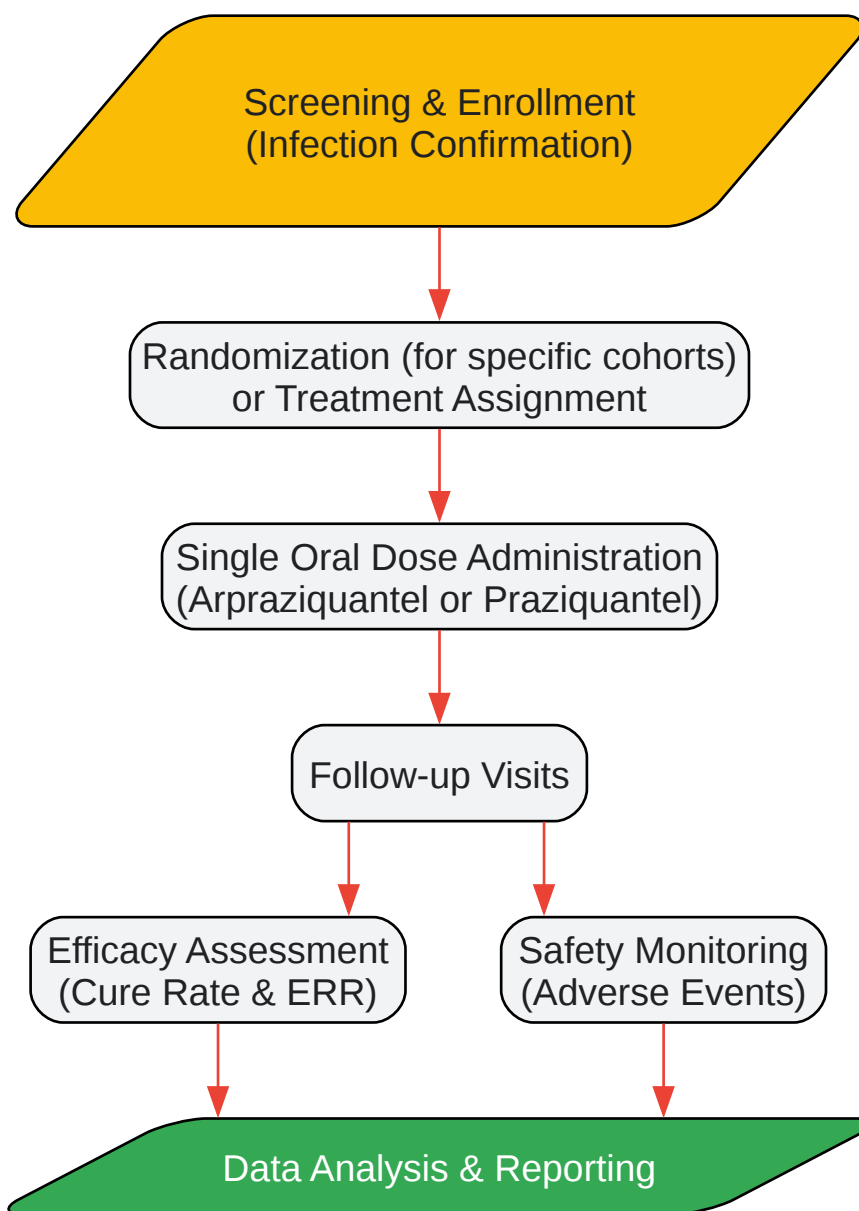 Screening & Enrollment
(Infection Confirmation)
Randomization (for specific cohorts)
or Treatment Assignment
Single Oral Dose Administration
(Arpraziquantel or Praziquantel)
Follow-up Visits
Efficacy Assessment
(Cure Rate & ERR)
Safety Monitoring
(Adverse Events)
Data Analysis & Reporting